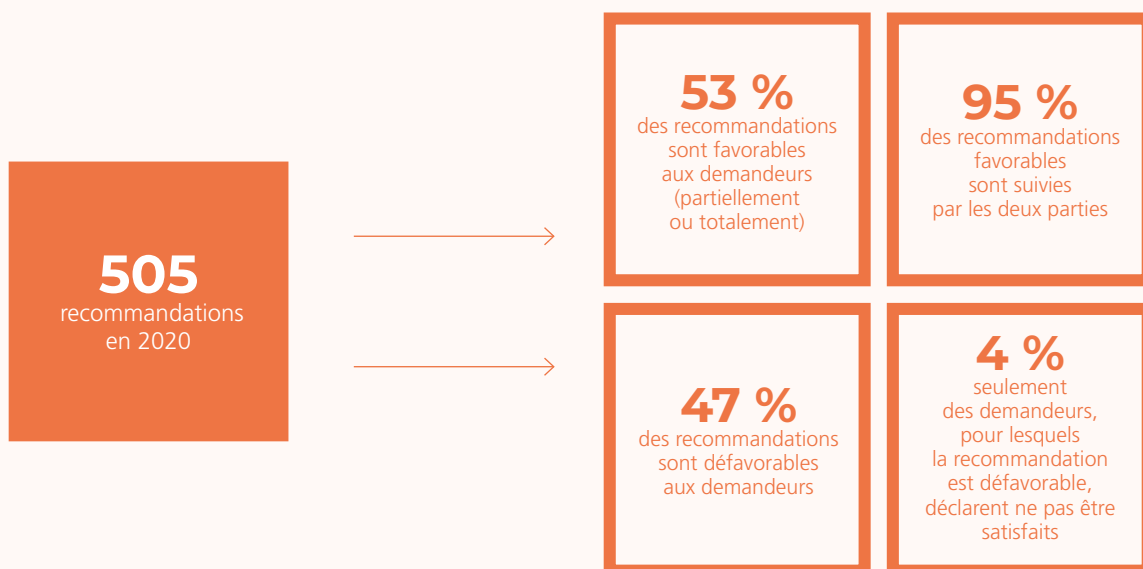 505
recommandations
en 2020
53 %
des recommandations
sont favorables
aux demandeurs
(partiellement
ou totalement)
95 %
des recommandations
favorables
sont suivies
par les deux parties
47 %
des recommandations
sont défavorables
aux demandeurs
4 %
seulement
des demandeurs,
pour lesquels
la recommandation
est défavorable,
déclarent ne pas être
satisfaits